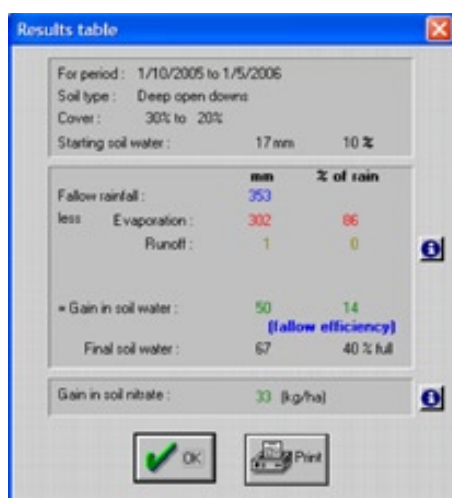 Results table
For period : 1/10/2005 to 1/5/2006
Soil type : Deep open downs
Cover : 30% to 20%
Starting soil water : 17 mm 10 %
mm % of rain
Fallow rainfall : 353
less Evaporation : 302 86
Runoff : 1 0
= Gain in soil water : 50 14
(fallow efficiency)
Final soil water : 67 40 % full
Gain in soil nitrate : 33 (kg/ha)
OK Print